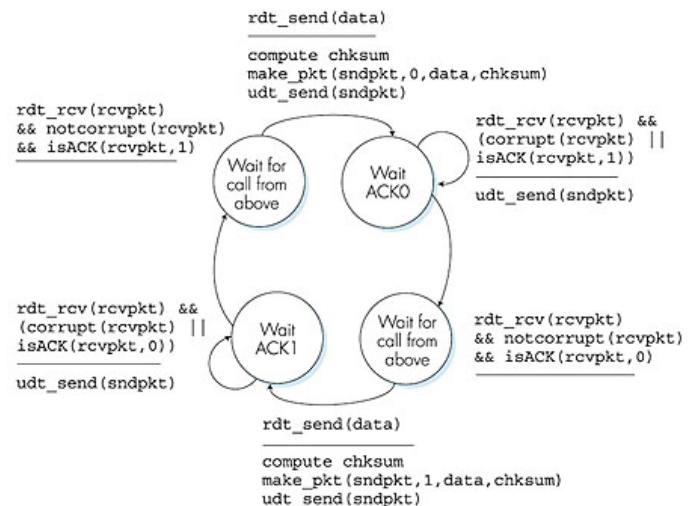 rdt_send(data)
compute chksum
make_pkt(sndpkt,0,data,chksum)
udt_send(sndpkt)
rdt_rcv(rcvpkt)
&& notcorrupt(rcvpkt)
&& isACK(rcvpkt,1)
Wait for
call from
above
Wait
ACK0
rdt_rcv(rcvpkt) &&
(corrupt(rcvpkt) ||
isACK(rcvpkt,1))
udt_send(sndpkt)
rdt_rcv(rcvpkt) &&
(corrupt(rcvpkt) ||
isACK(rcvpkt,0))
udt_send(sndpkt)
Wait
ACK1
Wait for
call from
above
rdt_rcv(rcvpkt)
&& notcorrupt(rcvpkt)
&& isACK(rcvpkt,0)
rdt_send(data)
compute chksum
make_pkt(sndpkt,1,data,chksum)
udt_send(sndpkt)